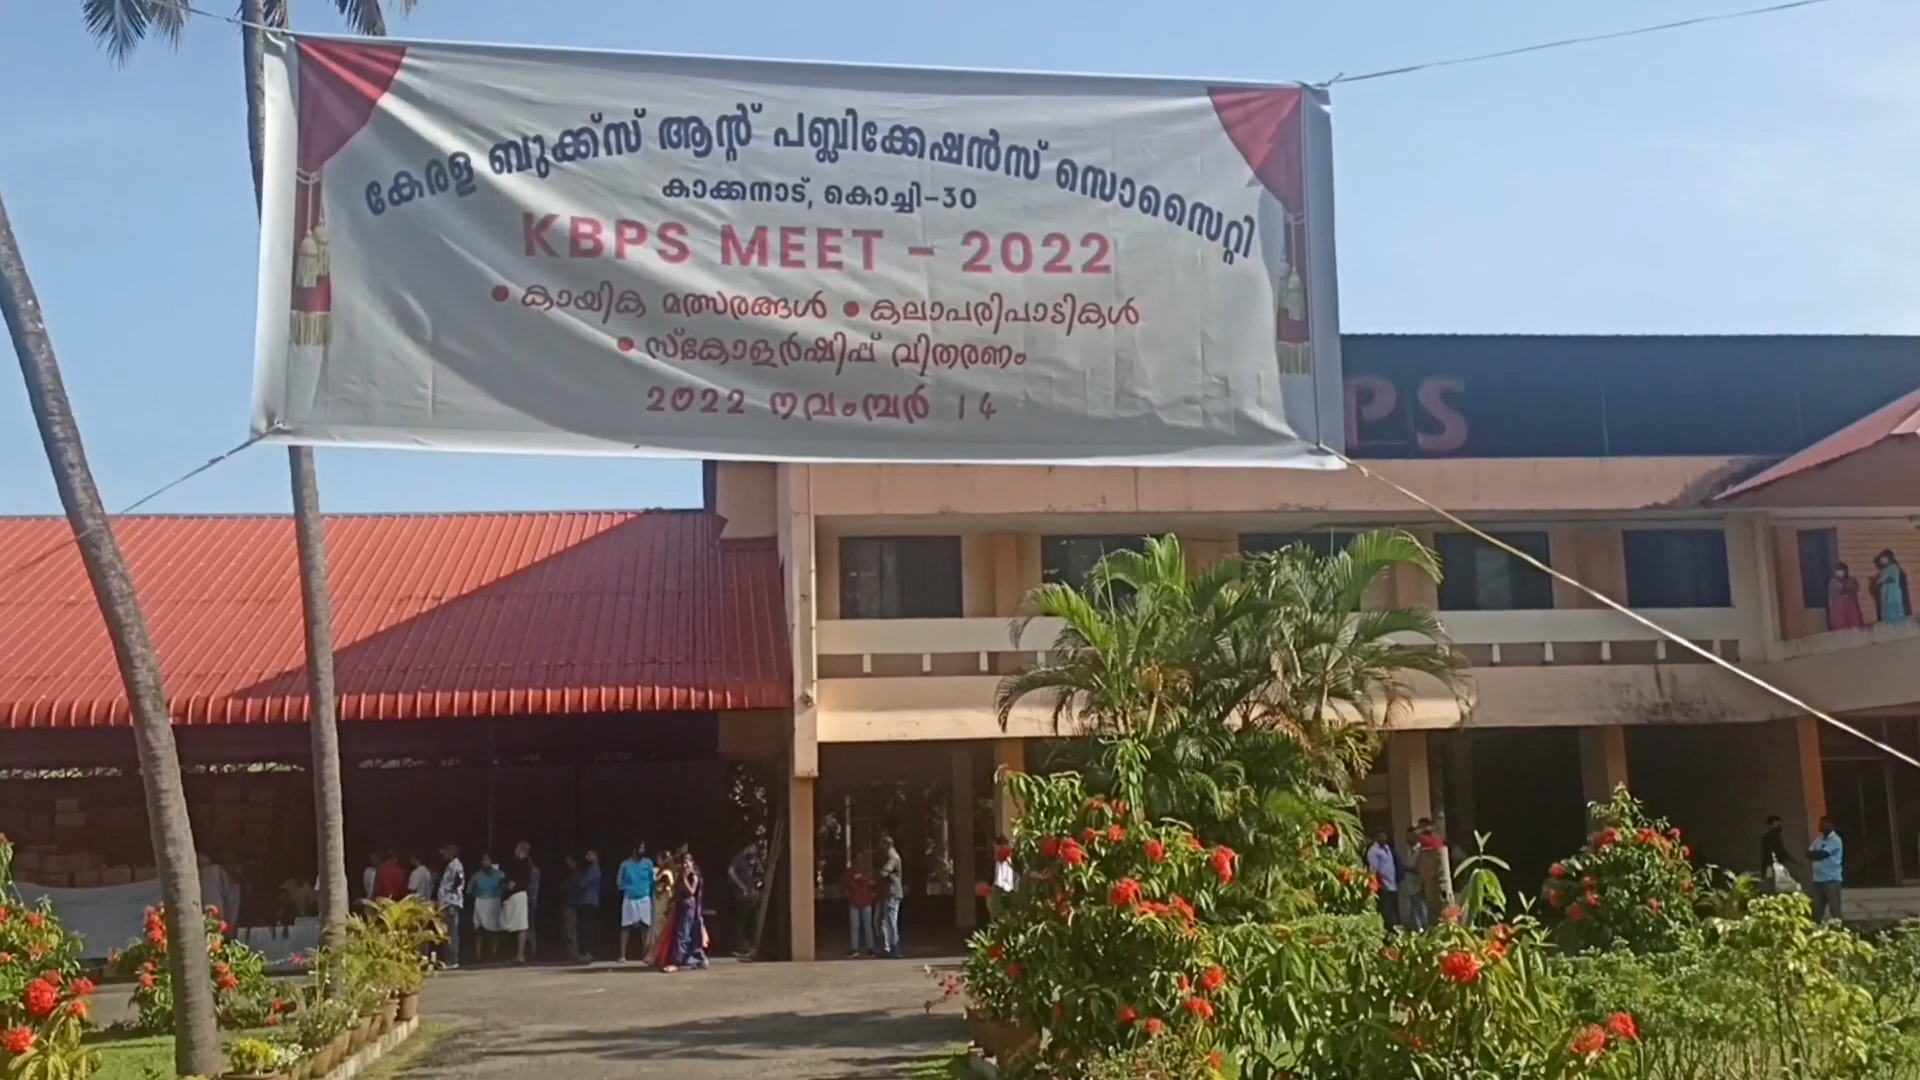 കേരള ബുക്ക്സ് ആന്റ് പബ്ലിക്കേഷൻസ് സൊസൈറ്റി
കാക്കനാട്, കൊച്ചി-30
KBPS MEET - 2022
• കായിക മത്സരങ്ങൾ • കലാപരിപാടികൾ
• സ്കോളർഷിപ്പ് വിതരണം
2022 നവംമ്പർ 14
PS